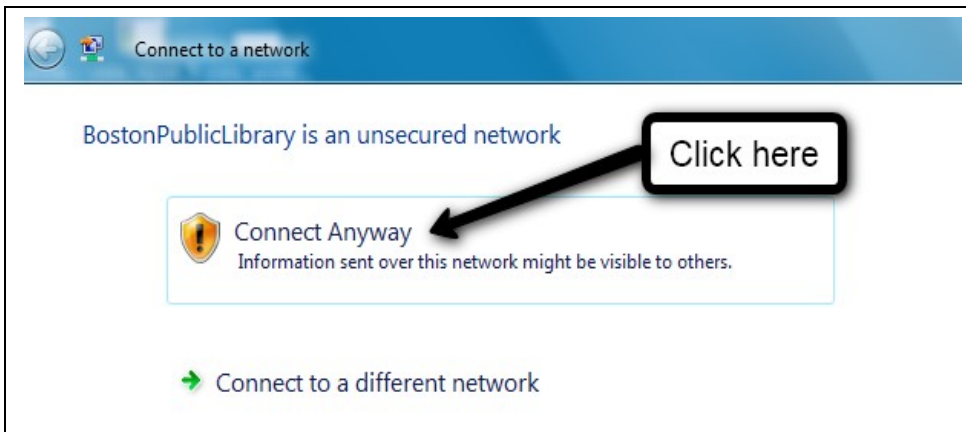 Connect to a network
BostonPublicLibrary is an unsecured network
Click here
Connect Anyway
Information sent over this network might be visible to others.
Connect to a different network